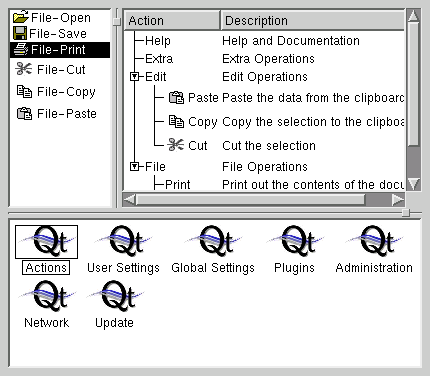 File-Open
File-Save
File-Print
File-Cut
File-Copy
File-Paste
Action Description
Help Help and Documentation
Extra Extra Operations
Edit Edit Operations
Paste Paste the data from the clipboard
Copy Copy the selection to the clipboa
Cut Cut the selection
File File Operations
Print Print out the contents of the docu
Qt Qt Qt Qt Qt
Actions User Settings Global Settings Plugins Administration
Qt Qt
Network Update